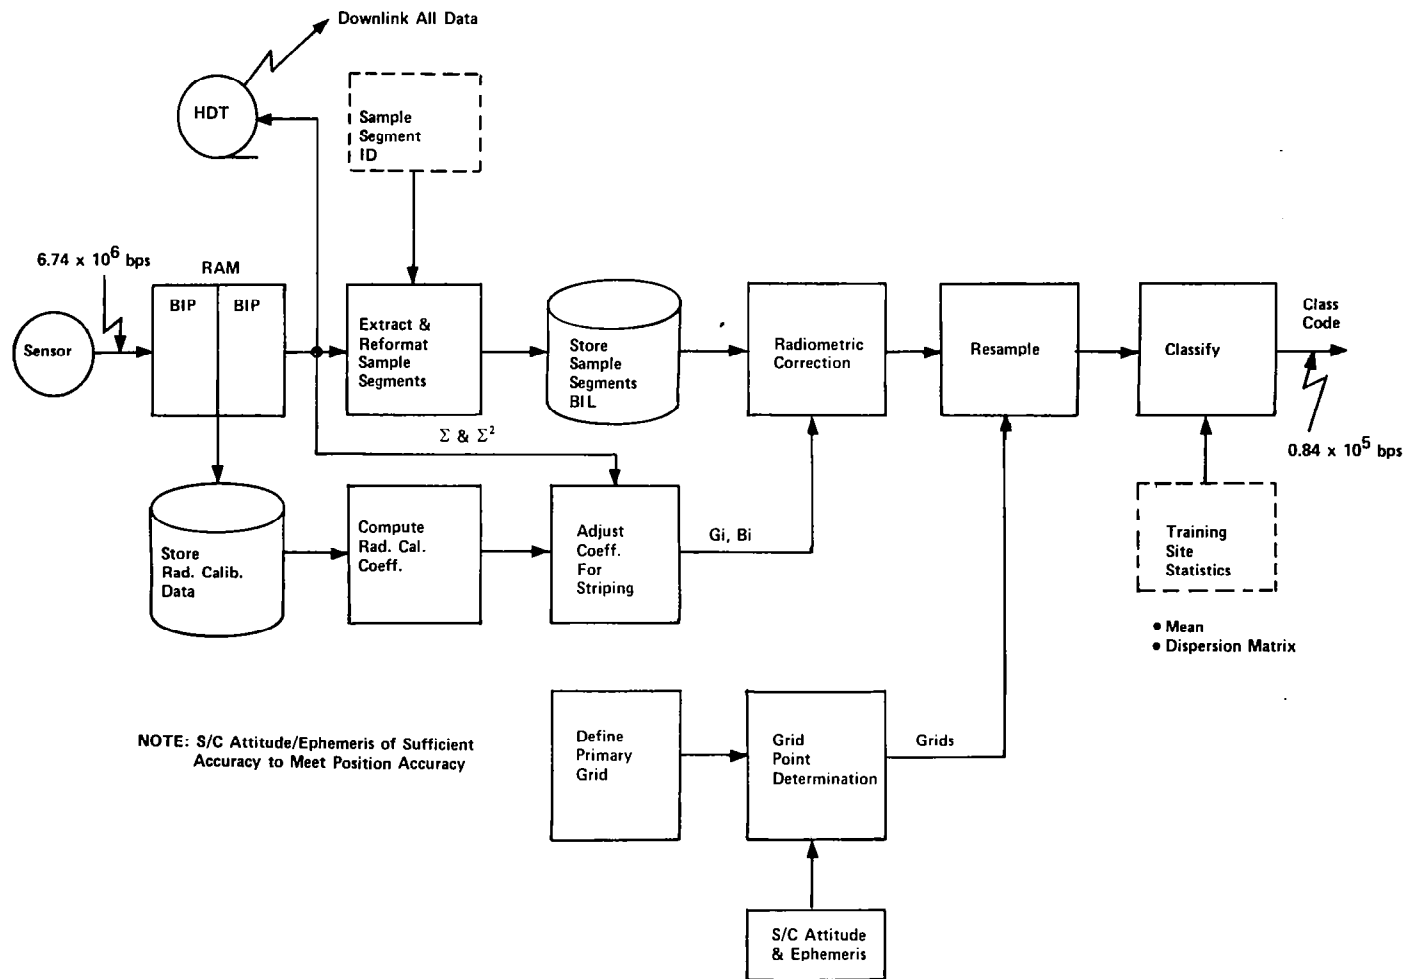 Downlink All Data
HDT
Sample
Segment
ID
6.74 x 10^6 bps
RAM
BIP
BIP
Sensor
Extract &
Reformat
Sample
Segments
Store
Sample
Segments
BIL
Radiometric
Correction
Resample
Classify
Class
Code
0.84 x 10^5 bps
Σ & Σ²
Store
Rad. Calib.
Data
Compute
Rad. Cal.
Coeff.
Adjust
Coeff.
For
Striping
Gi, Bi
Training
Site
Statistics
• Mean
• Dispersion Matrix
NOTE: S/C Attitude/Ephemeris of Sufficient
Accuracy to Meet Position Accuracy
Define
Primary
Grid
Grid
Point
Determination
Grids
S/C Attitude
& Ephemeris